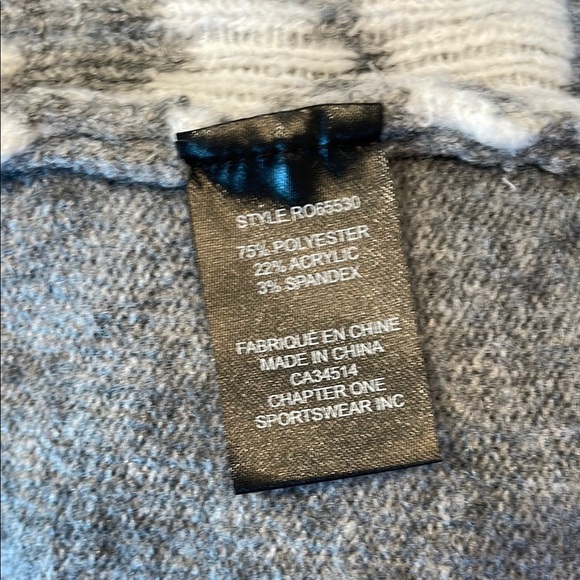 STYLE RO65530
75% POLYESTER
22% ACRYLIC
3% SPANDEX
FABRIQUÉ EN CHINE
MADE IN CHINA
CA34514
CHAPTER ONE
SPORTSWEAR INC